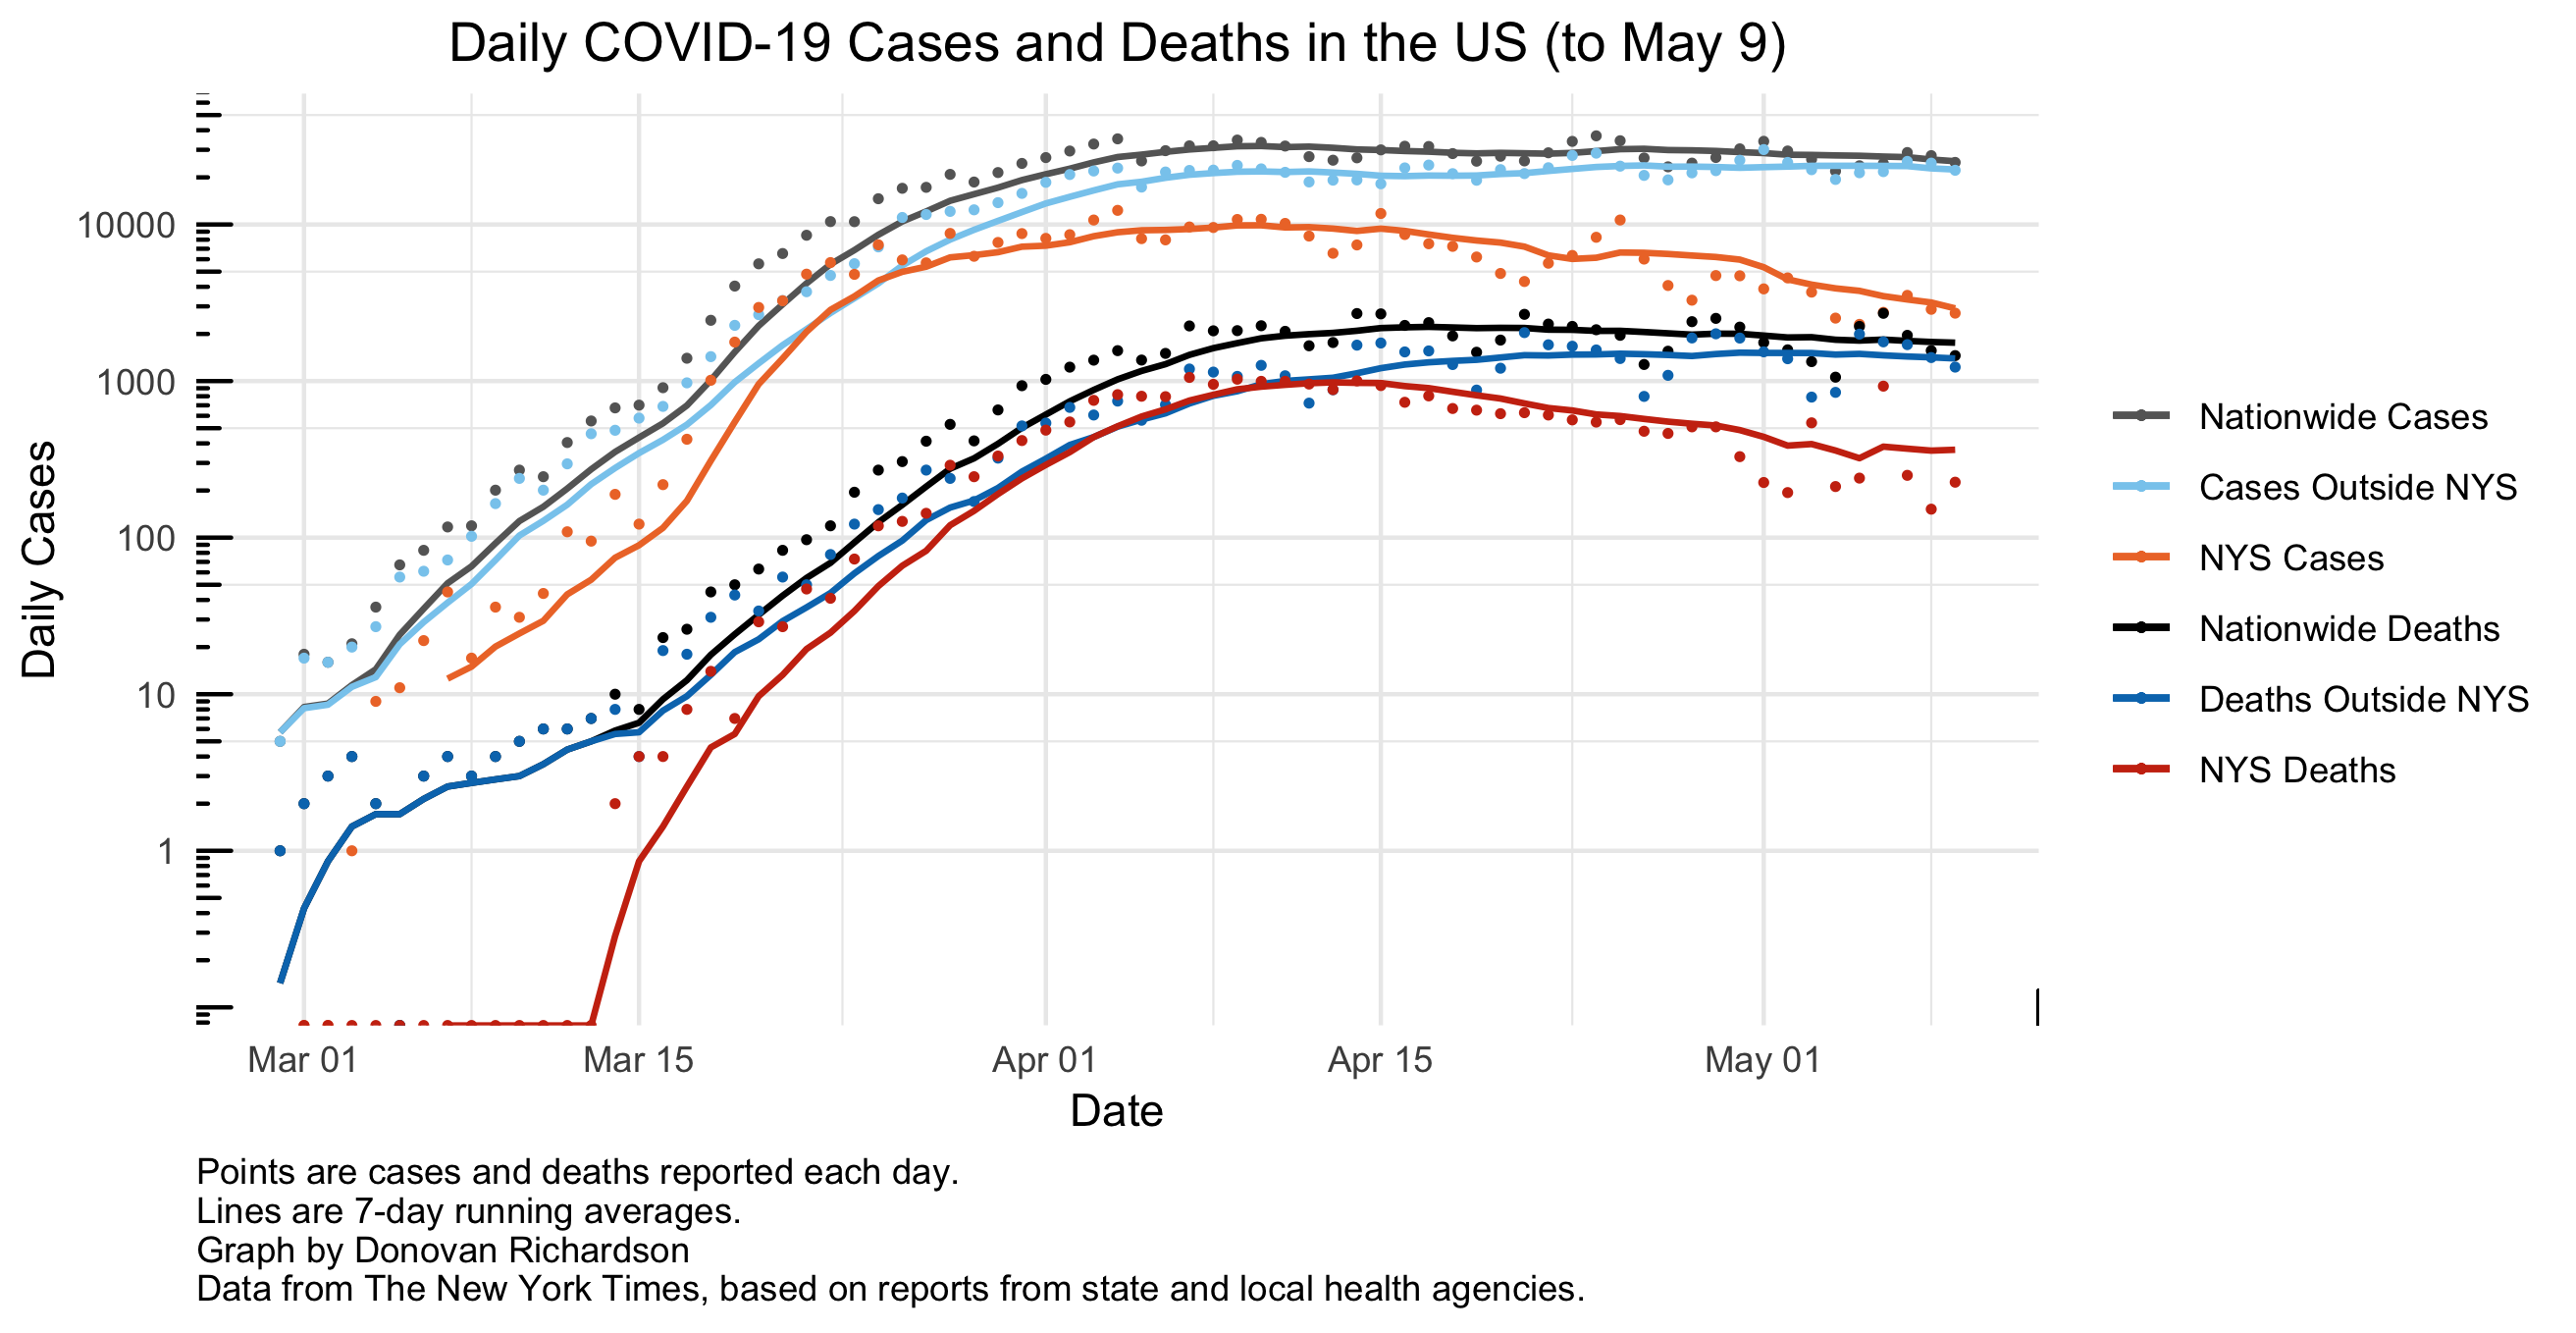 Daily COVID-19 Cases and Deaths in the US (to May 9)
Daily Cases
10000
1000
100
10
1
Mar 01
Mar 15
Apr 01
Apr 15
May 01
Date
Nationwide Cases
Cases Outside NYS
NYS Cases
Nationwide Deaths
Deaths Outside NYS
NYS Deaths
Points are cases and deaths reported each day.
Lines are 7-day running averages.
Graph by Donovan Richardson
Data from The New York Times, based on reports from state and local health agencies.